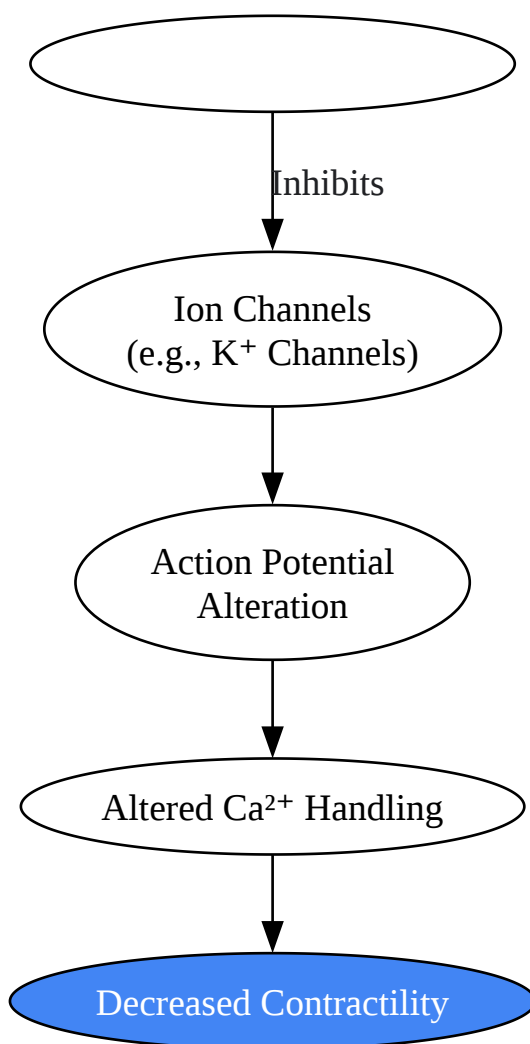 Inhibits
Ion Channels
(e.g., K⁺ Channels)
Action Potential
Alteration
Altered Ca²⁺ Handling
Decreased Contractility